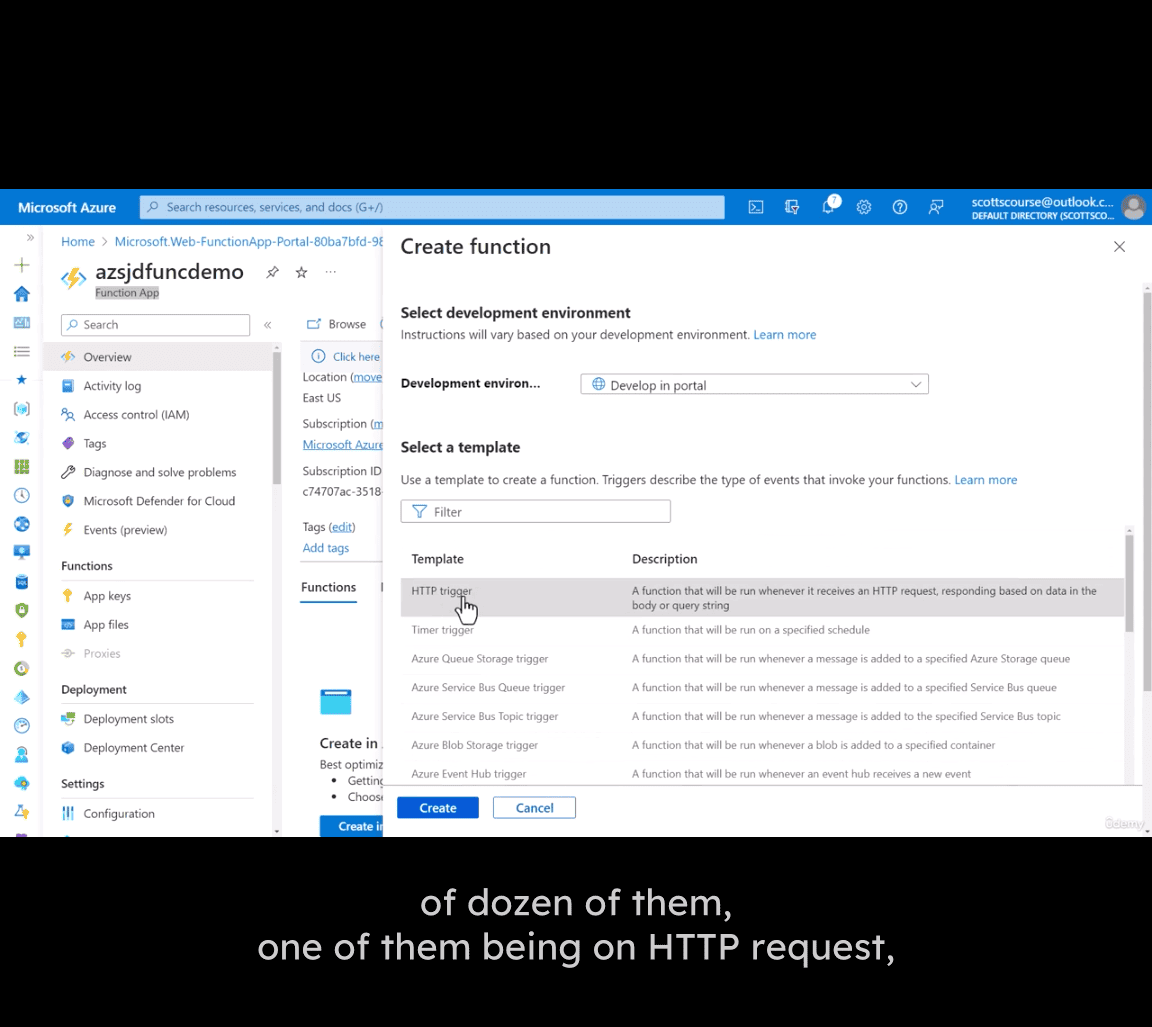 Microsoft Azure
Search resources, services, and docs (G+/)
7
scottscourse@outlook.c...
DEFAULT DIRECTORY (SCOTTSCO...
Home > Microsoft.Web-FunctionApp-Portal-80ba7bfd-98
azsjdfuncdemo
Function App
Search
Overview
Activity log
Access control (IAM)
Tags
Diagnose and solve problems
Microsoft Defender for Cloud
Events (preview)
Functions
App keys
App files
Proxies
Deployment
Deployment slots
Deployment Center
Settings
Configuration
Browse
Click here
Location (move
East US
Subscription (m
Microsoft Azure
Subscription ID
c74707ac-3518-
Tags (edit)
Add tags
Functions
Create in
Best optimiz
Getting
Choose
Create in
Create function
Select development environment
Instructions will vary based on your development environment. Learn more
Development environ... Develop in portal
Select a template
Use a template to create a function. Triggers describe the type of events that invoke your functions. Learn more
Filter
Template Description
HTTP trigger A function that will be run whenever it receives an HTTP request, responding based on data in the
body or query string
Timer trigger A function that will be run on a specified schedule
Azure Queue Storage trigger A function that will be run whenever a message is added to a specified Azure Storage queue
Azure Service Bus Queue trigger A function that will be run whenever a message is added to a specified Service Bus queue
Azure Service Bus Topic trigger A function that will be run whenever a message is added to the specified Service Bus topic
Azure Blob Storage trigger A function that will be run whenever a blob is added to a specified container
Azure Event Hub trigger A function that will be run whenever an event hub receives a new event
Create Cancel
ûdemy
of dozen of them,
one of them being on HTTP request,